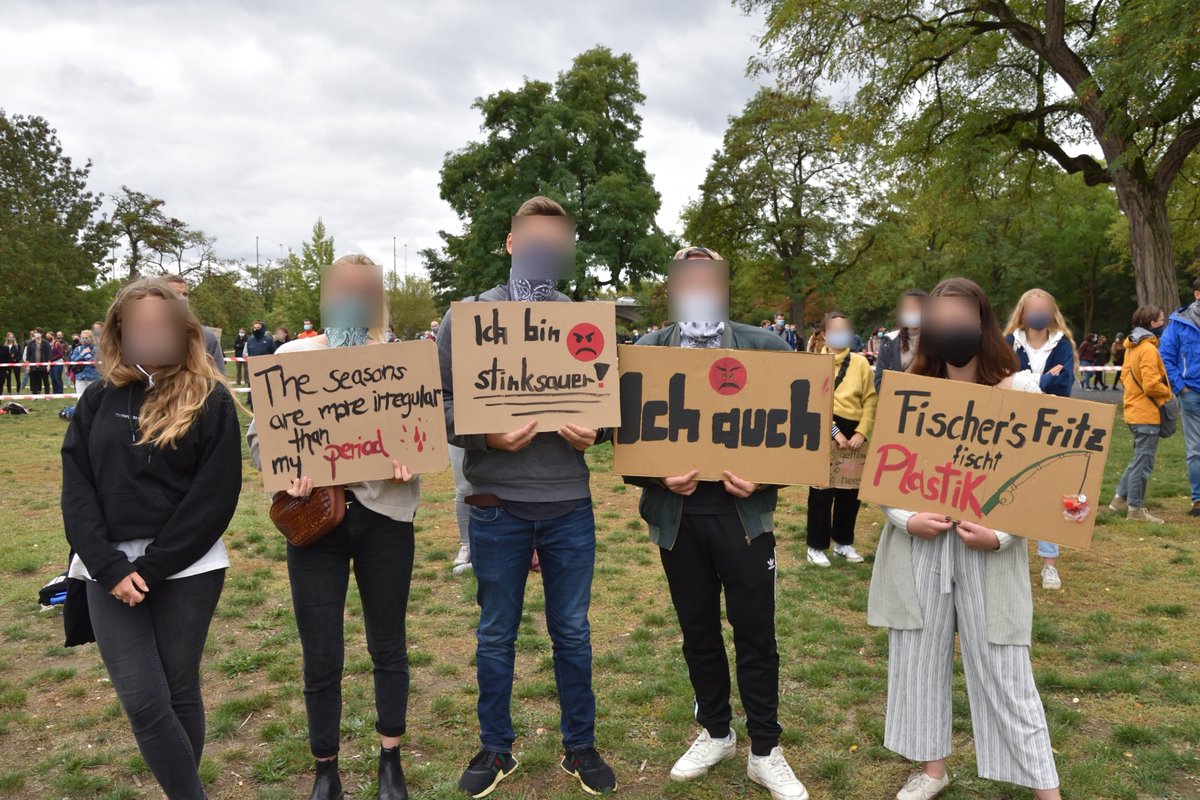 The seasons
are more irregular
than
my period
Ich bin
stinksauer!
Ich auch
Fischer's Fritz
fischt
Plastik